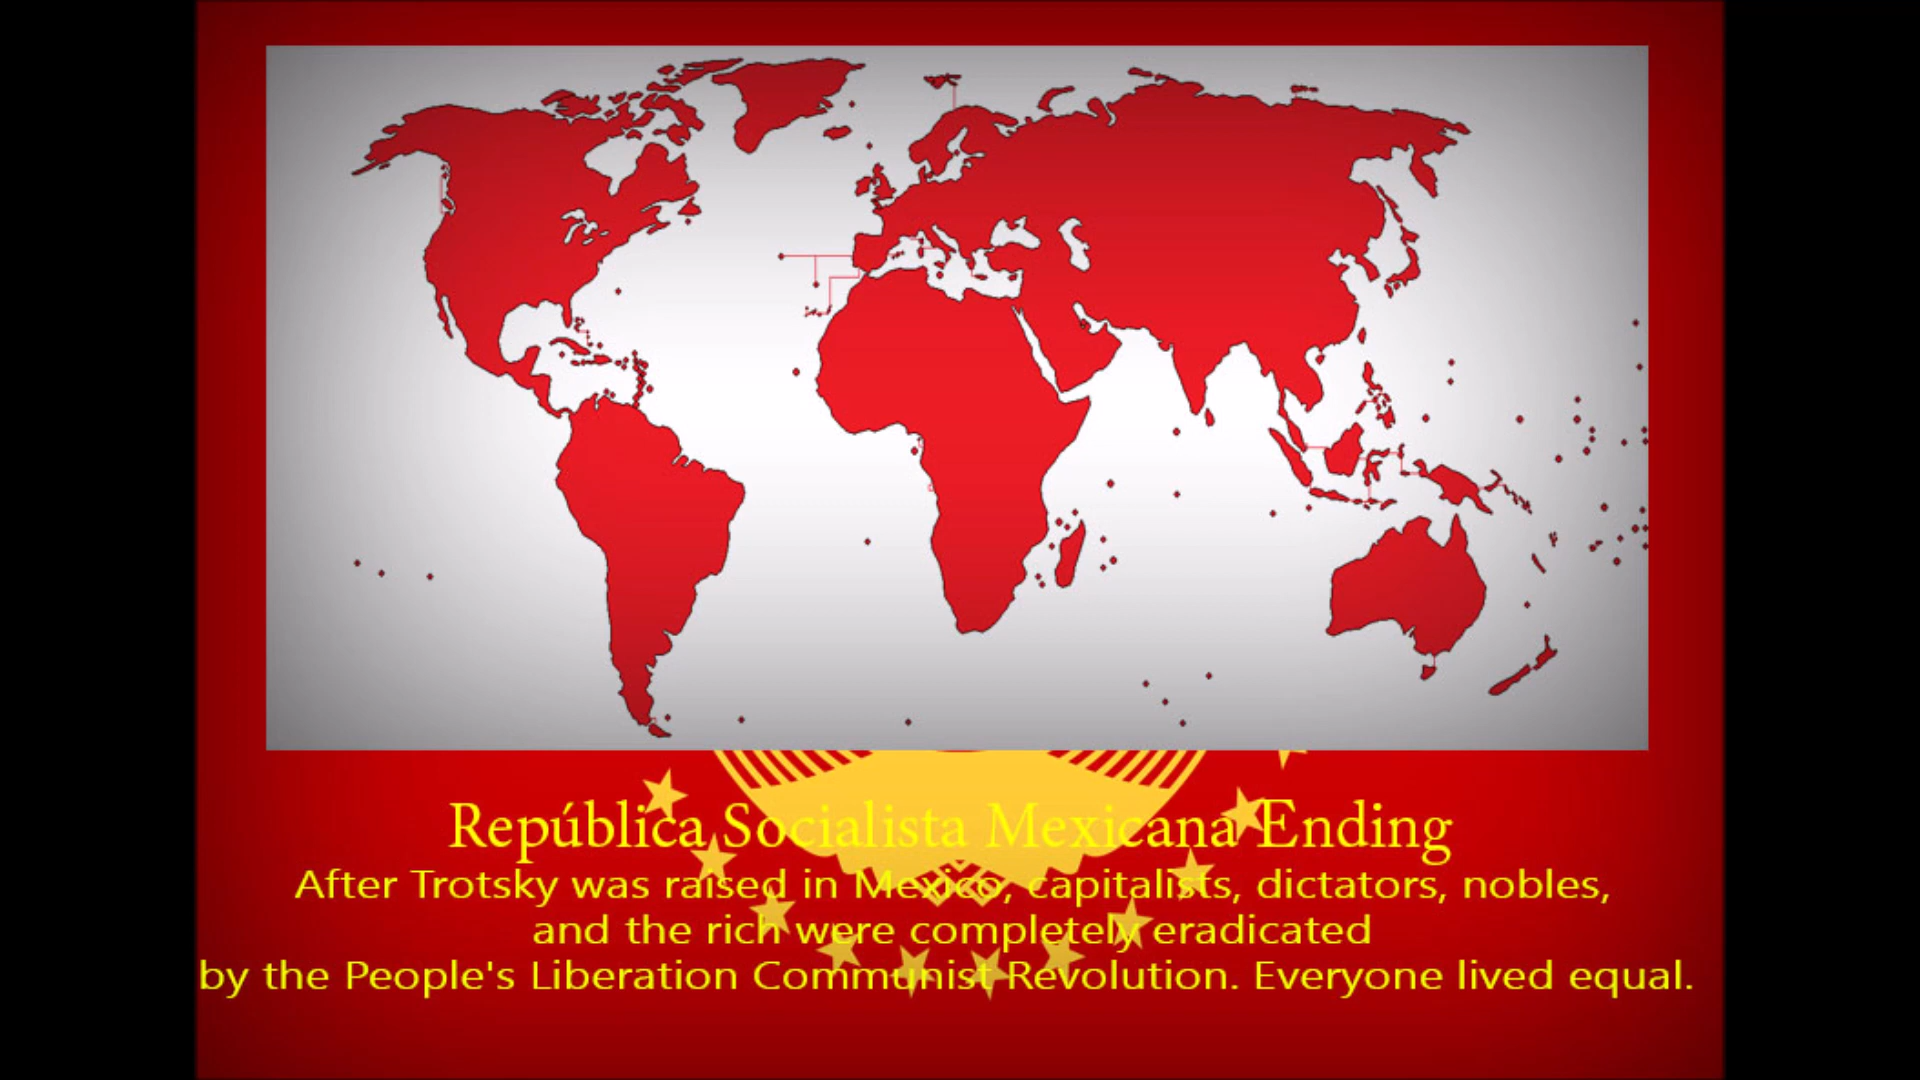 República Socialista Mexicana Ending
After Trotsky was raised in Mexico, capitalists, dictators, nobles,
and the rich were completely eradicated
by the People's Liberation Communist Revolution. Everyone lived equal.